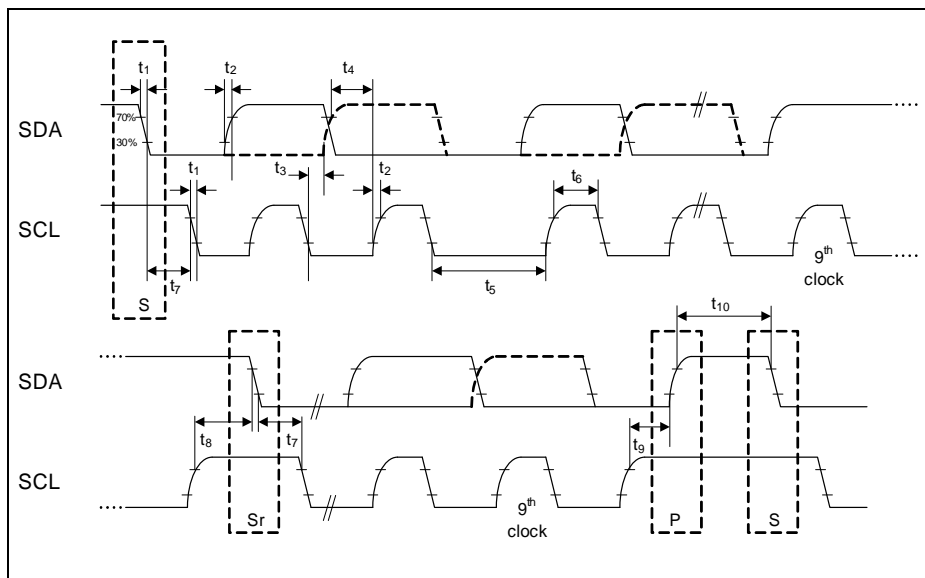 t1 t2 t4
70%
SDA
30%
t1 t3 t2 t6
SCL
t7 t5 9th
S clock
t10
SDA
t8 t7 t9
SCL
Sr 9th P S
clock